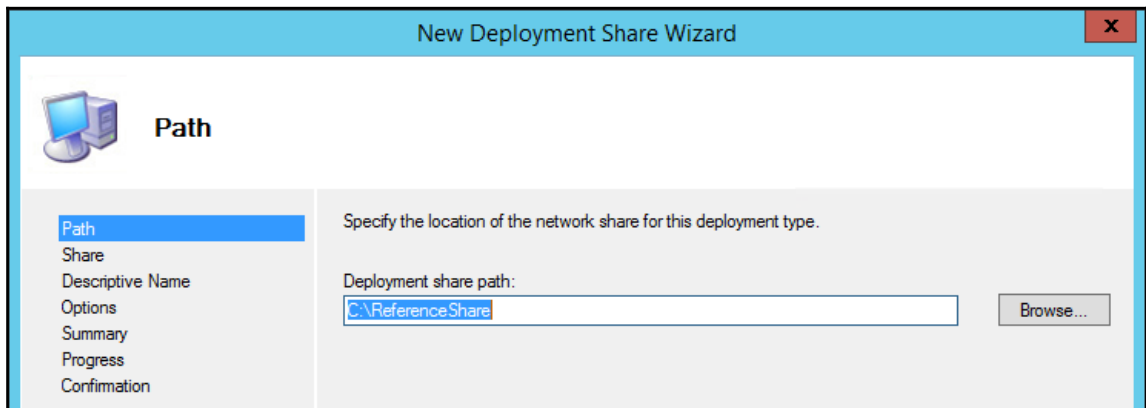 New Deployment Share Wizard
x
Path
Path
Share
Descriptive Name
Options
Summary
Progress
Confirmation
Specify the location of the network share for this deployment type.
Deployment share path:
C:\ReferenceShare
Browse...